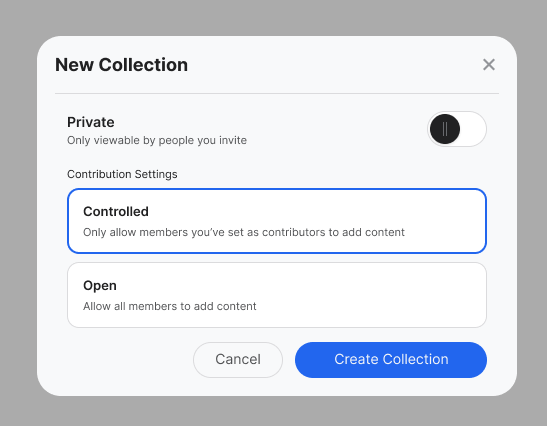 New Collection
Private
Only viewable by people you invite
Contribution Settings
Controlled
Only allow members you’ve set as contributors to add content
Open
Allow all members to add content
Cancel
Create Collection